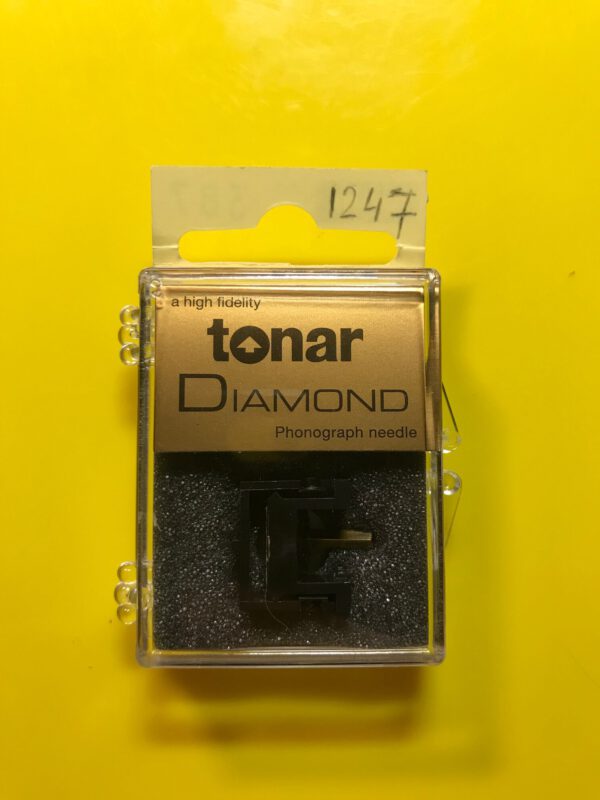 1247
a high fidelity
tonar
DIAMOND
Phonograph needle